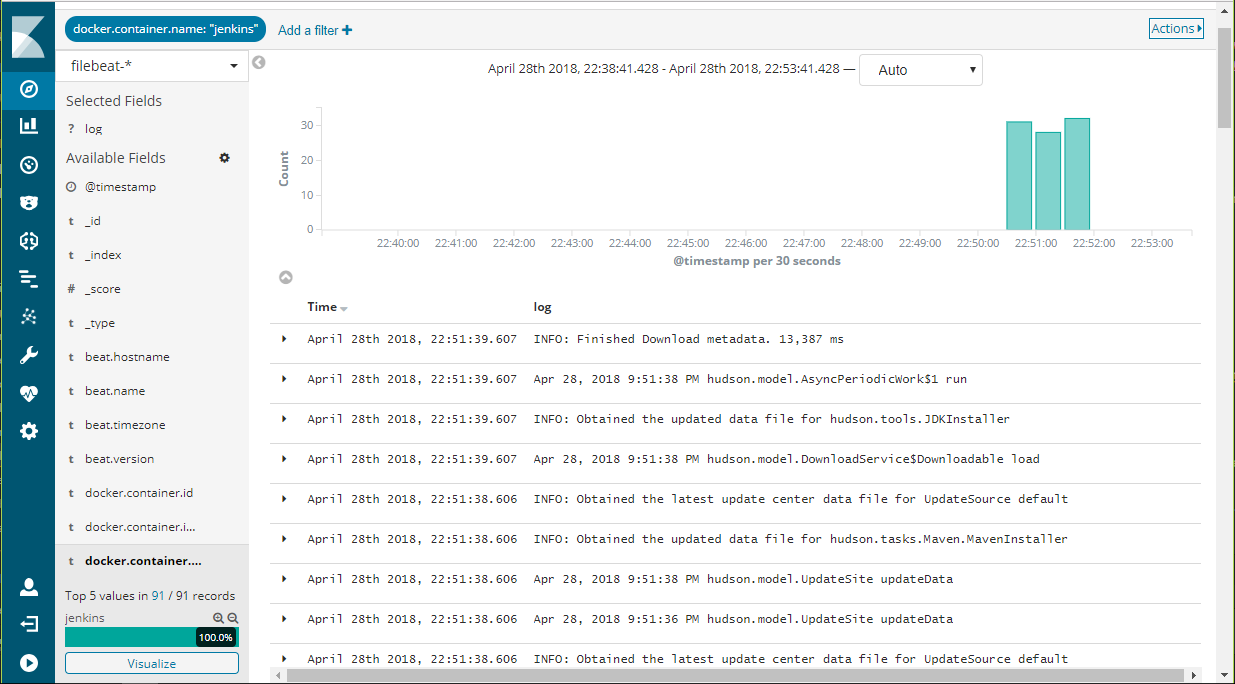 docker.container.name: "jenkins"
Add a filter +
Actions
filebeat-*
Selected Fields
? log
Available Fields
@timestamp
t _id
t _index
# _score
t _type
t beat.hostname
t beat.name
t beat.timezone
t beat.version
t docker.container.id
t docker.container.i...
t docker.container....
Top 5 values in 91 / 91 records
jenkins
100.0%
Visualize
April 28th 2018, 22:38:41.428 - April 28th 2018, 22:53:41.428 —
Auto
Count
30
20
10
0
22:40:00 22:41:00 22:42:00 22:43:00 22:44:00 22:45:00 22:46:00 22:47:00 22:48:00 22:49:00 22:50:00 22:51:00 22:52:00 22:53:00
@timestamp per 30 seconds
Time log
April 28th 2018, 22:51:39.607 INFO: Finished Download metadata. 13,387 ms
April 28th 2018, 22:51:39.607 Apr 28, 2018 9:51:38 PM hudson.model.AsyncPeriodicWork$1 run
April 28th 2018, 22:51:39.607 INFO: Obtained the updated data file for hudson.tools.JDKInstaller
April 28th 2018, 22:51:39.607 Apr 28, 2018 9:51:38 PM hudson.model.DownloadService$Downloadable load
April 28th 2018, 22:51:38.606 INFO: Obtained the latest update center data file for UpdateSource default
April 28th 2018, 22:51:38.606 INFO: Obtained the updated data file for hudson.tasks.Maven.MavenInstaller
April 28th 2018, 22:51:38.606 Apr 28, 2018 9:51:38 PM hudson.model.UpdateSite updateData
April 28th 2018, 22:51:38.606 Apr 28, 2018 9:51:36 PM hudson.model.UpdateSite updateData
April 28th 2018, 22:51:38.606 INFO: Obtained the latest update center data file for UpdateSource default